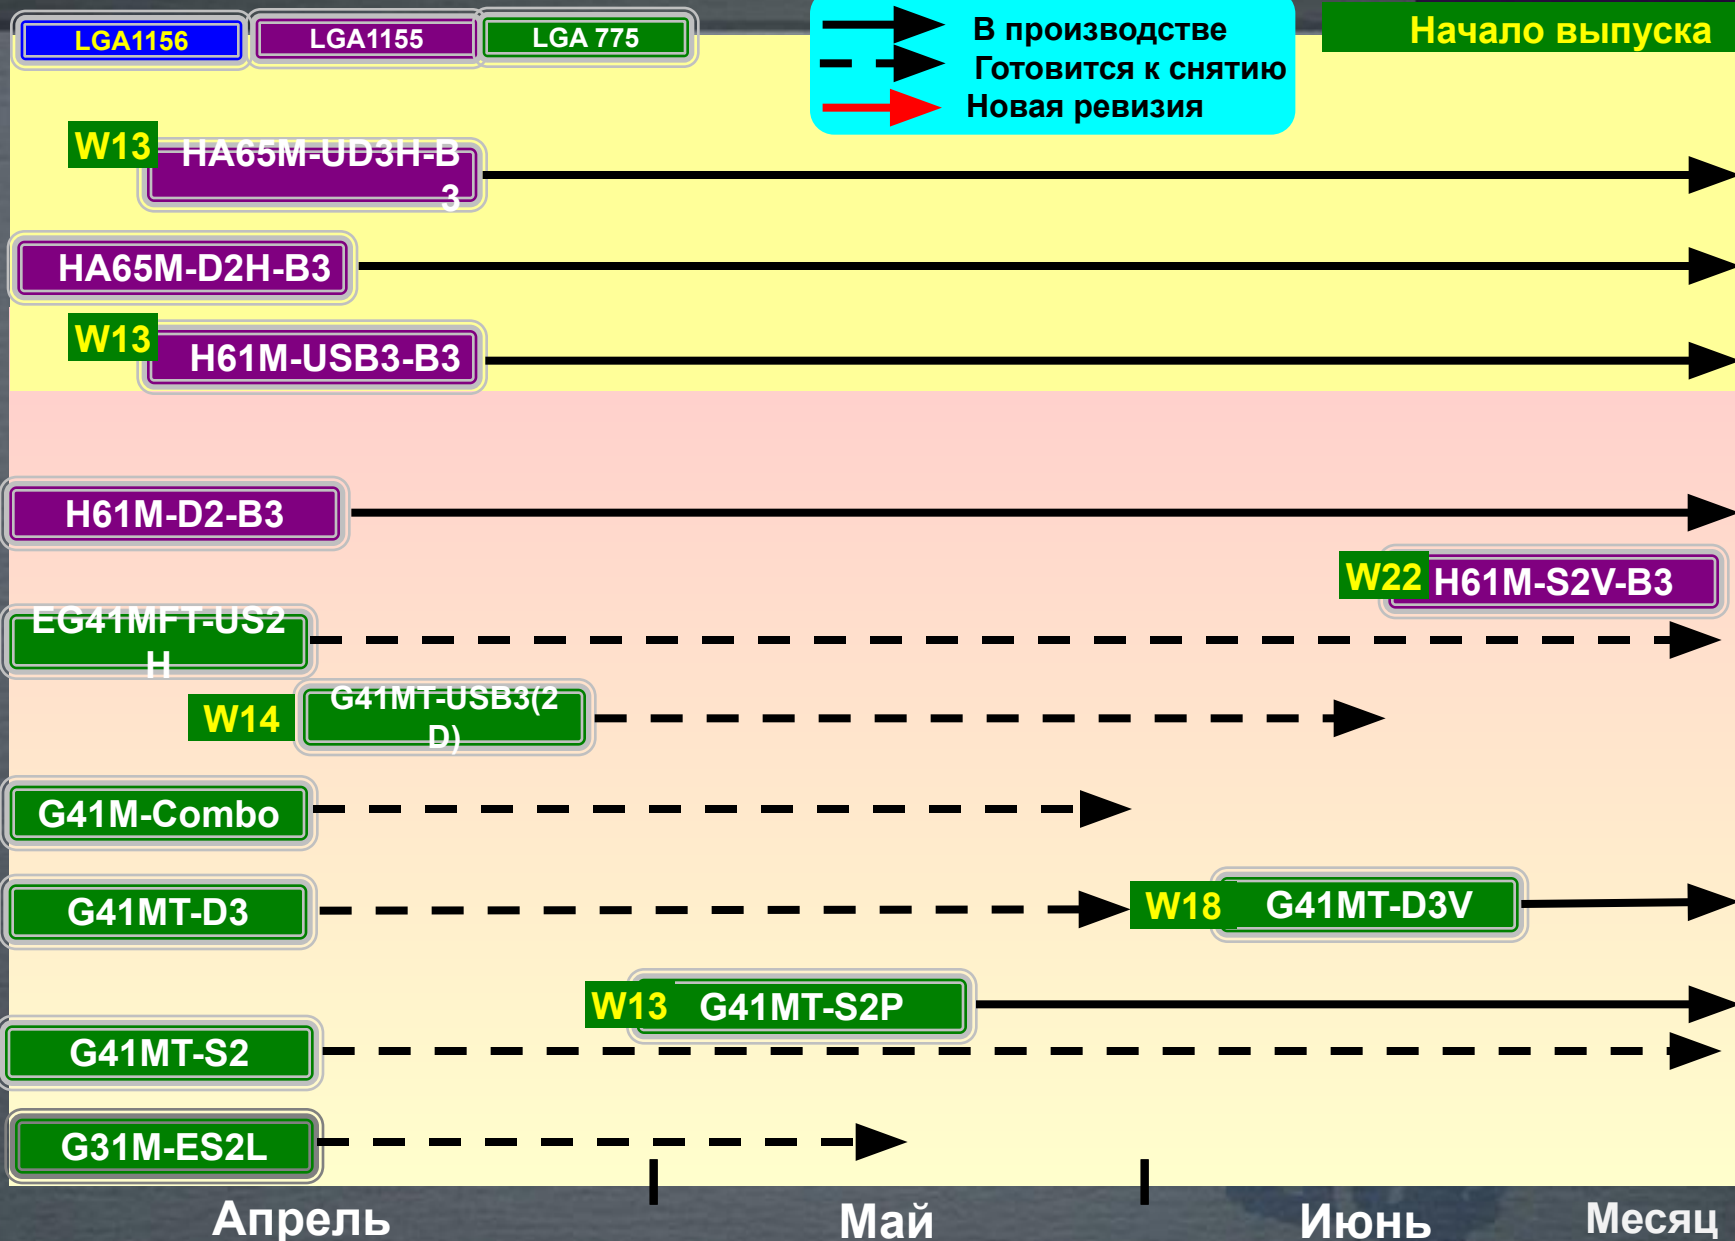 LGA1156
LGA1155
LGA 775
В производстве
Готовится к снятию
Новая ревизия
Начало выпуска
W13
HA65M-UD3H-B
3
HA65M-D2H-B3
W13
H61M-USB3-B3
H61M-D2-B3
W22
H61M-S2V-B3
EG41MFT-US2
H
W14
G41MT-USB3(2
D)
G41M-Combo
G41MT-D3
W18
G41MT-D3V
W13
G41MT-S2P
G41MT-S2
G31M-ES2L
Апрель
Май
Июнь
Месяц